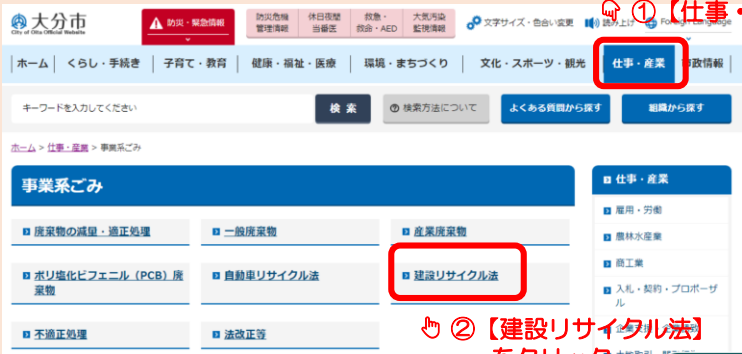 ① 【仕事・
大分市
City of Oita Official Website
防災・緊急情報
防災危機
管理情報
休日夜間
当番医
救急・
救命・AED
大気汚染
監視情報
文字サイズ・色合い変更
読み上げ
Foreign Language
ホーム
くらし・手続き
子育て・教育
健康・福祉・医療
環境・まちづくり
文化・スポーツ・観光
仕事・産業
市政情報
キーワードを入力してください
検 索
検索方法について
よくある質問から探す
組織から探す
ホーム > 仕事・産業 > 事業系ごみ
事業系ごみ
廃棄物の減量・適正処理
一般廃棄物
産業廃棄物
ポリ塩化ビフェニル（PCB）廃
棄物
自動車リサイクル法
建設リサイクル法
不適正処理
法改正等
仕事・産業
雇用・労働
農林水産業
商工業
入札・契約・プロポーザ
ル
② 【建設リサイクル法】
をクリック